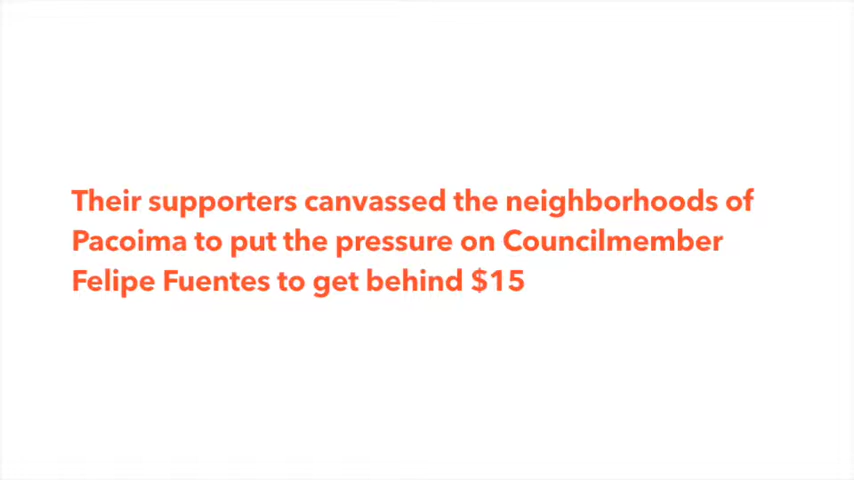 Their supporters canvassed the neighborhoods of
Pacoima to put the pressure on Councilmember
Felipe Fuentes to get behind $15